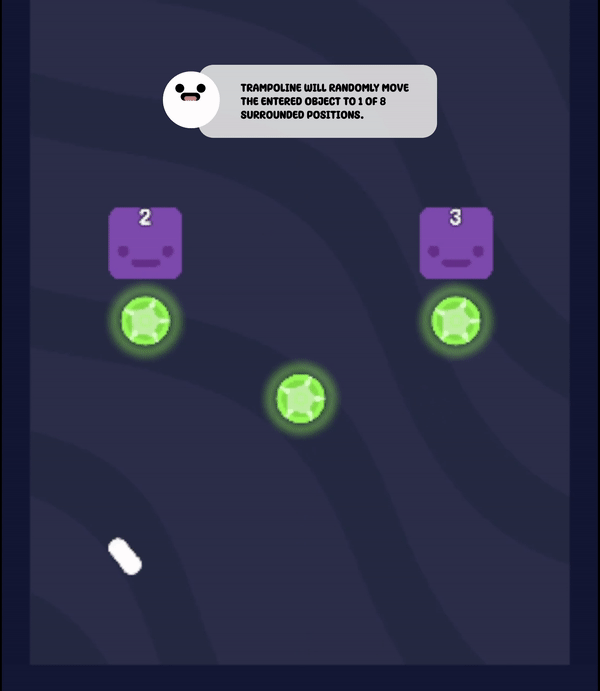 TRAMPOLINE WILL RANDOMLY MOVE
THE ENTERED OBJECT TO 1 OF 8
SURROUNDED POSITIONS.
2
3